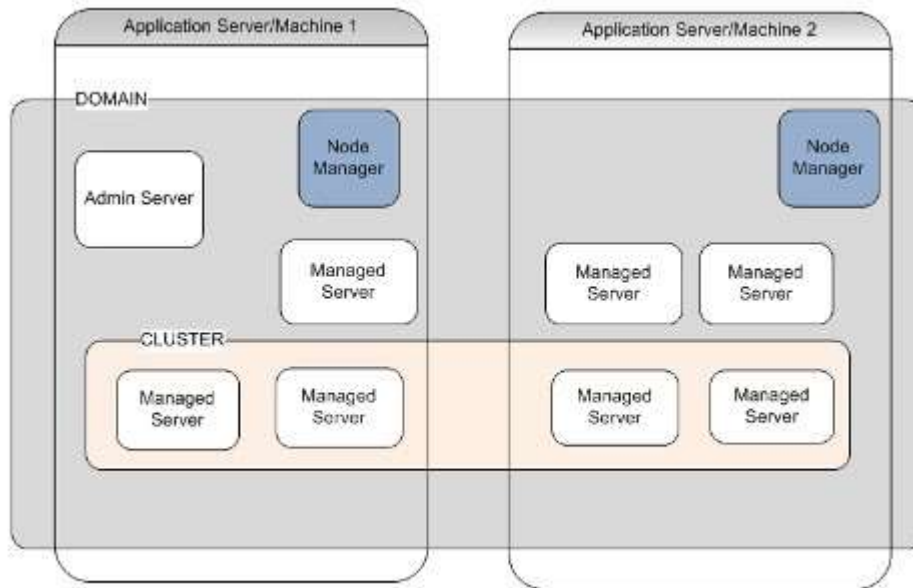 Application Server/Machine 1
Application Server/Machine 2
DOMAIN
Node
Manager
Node
Manager
Admin Server
Managed
Server
Managed
Server
Managed
Server
CLUSTER
Managed
Server
Managed
Server
Managed
Server
Managed
Server